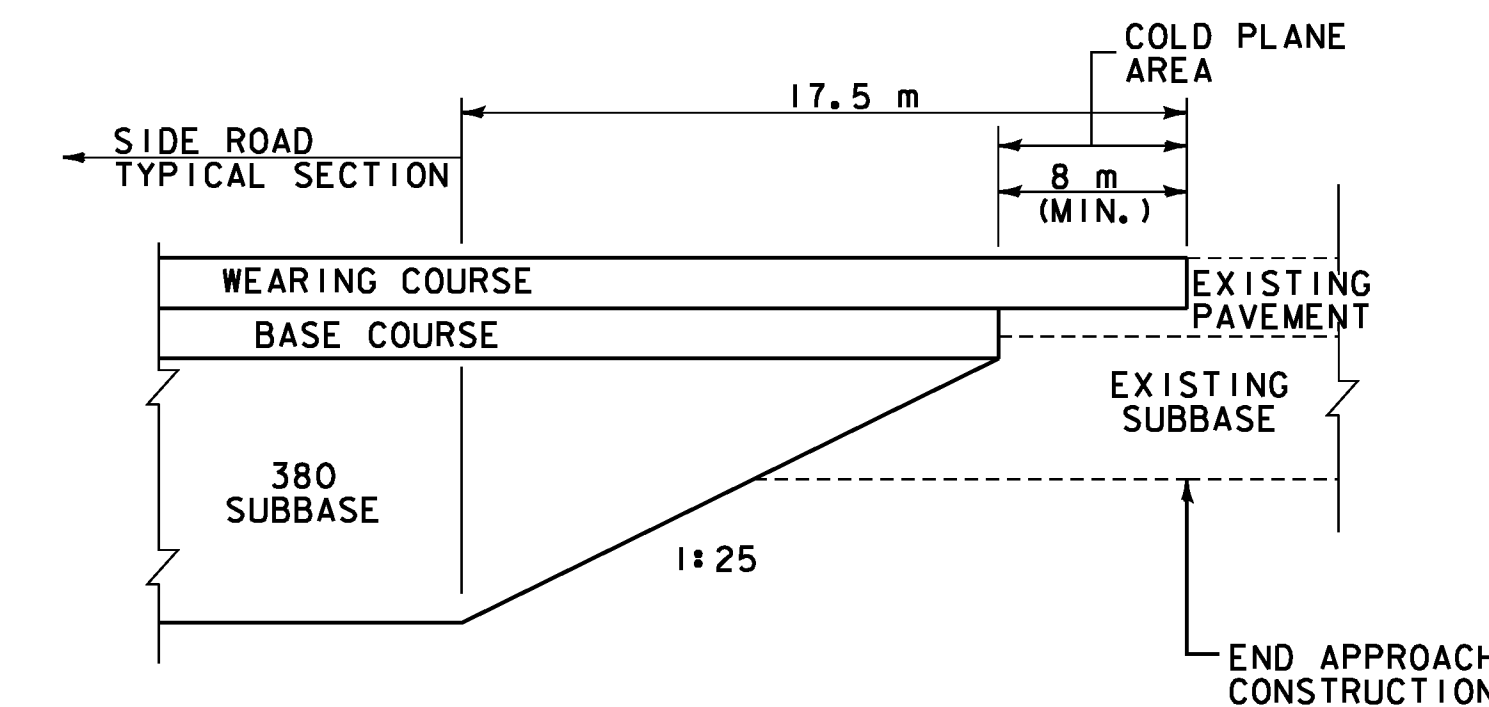 COLD PLANE
AREA
17.5 m
SIDE ROAD
TYPICAL SECTION
8 m
(MIN.)
WEARING COURSE
EXISTING
PAVEMENT
BASE COURSE
EXISTING
SUBBASE
380
SUBBASE
1:25
END APPROACH
CONSTRUCTION